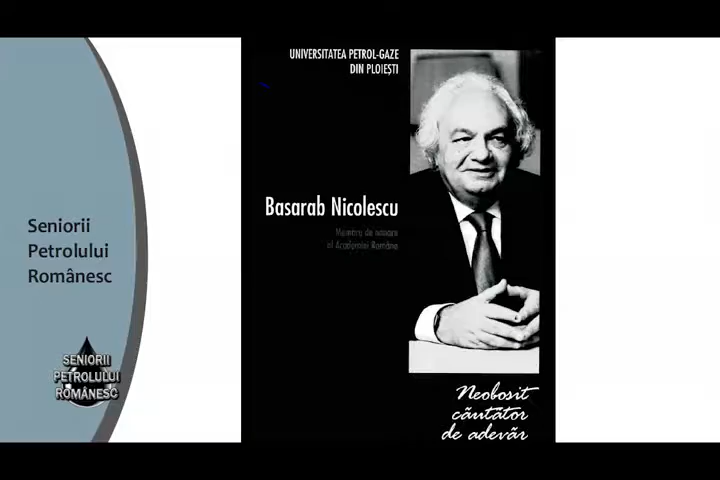 Seniorii
Petrolului
Românesc
SENIORII
PETROLULUI
ROMÂNESC
UNIVERSITATEA PETROL-GAZE
DIN PLOIEȘTI
Basarab Nicolescu
Membru de onoare
al Academiei Române
Neobosit
căutător
de adevăr